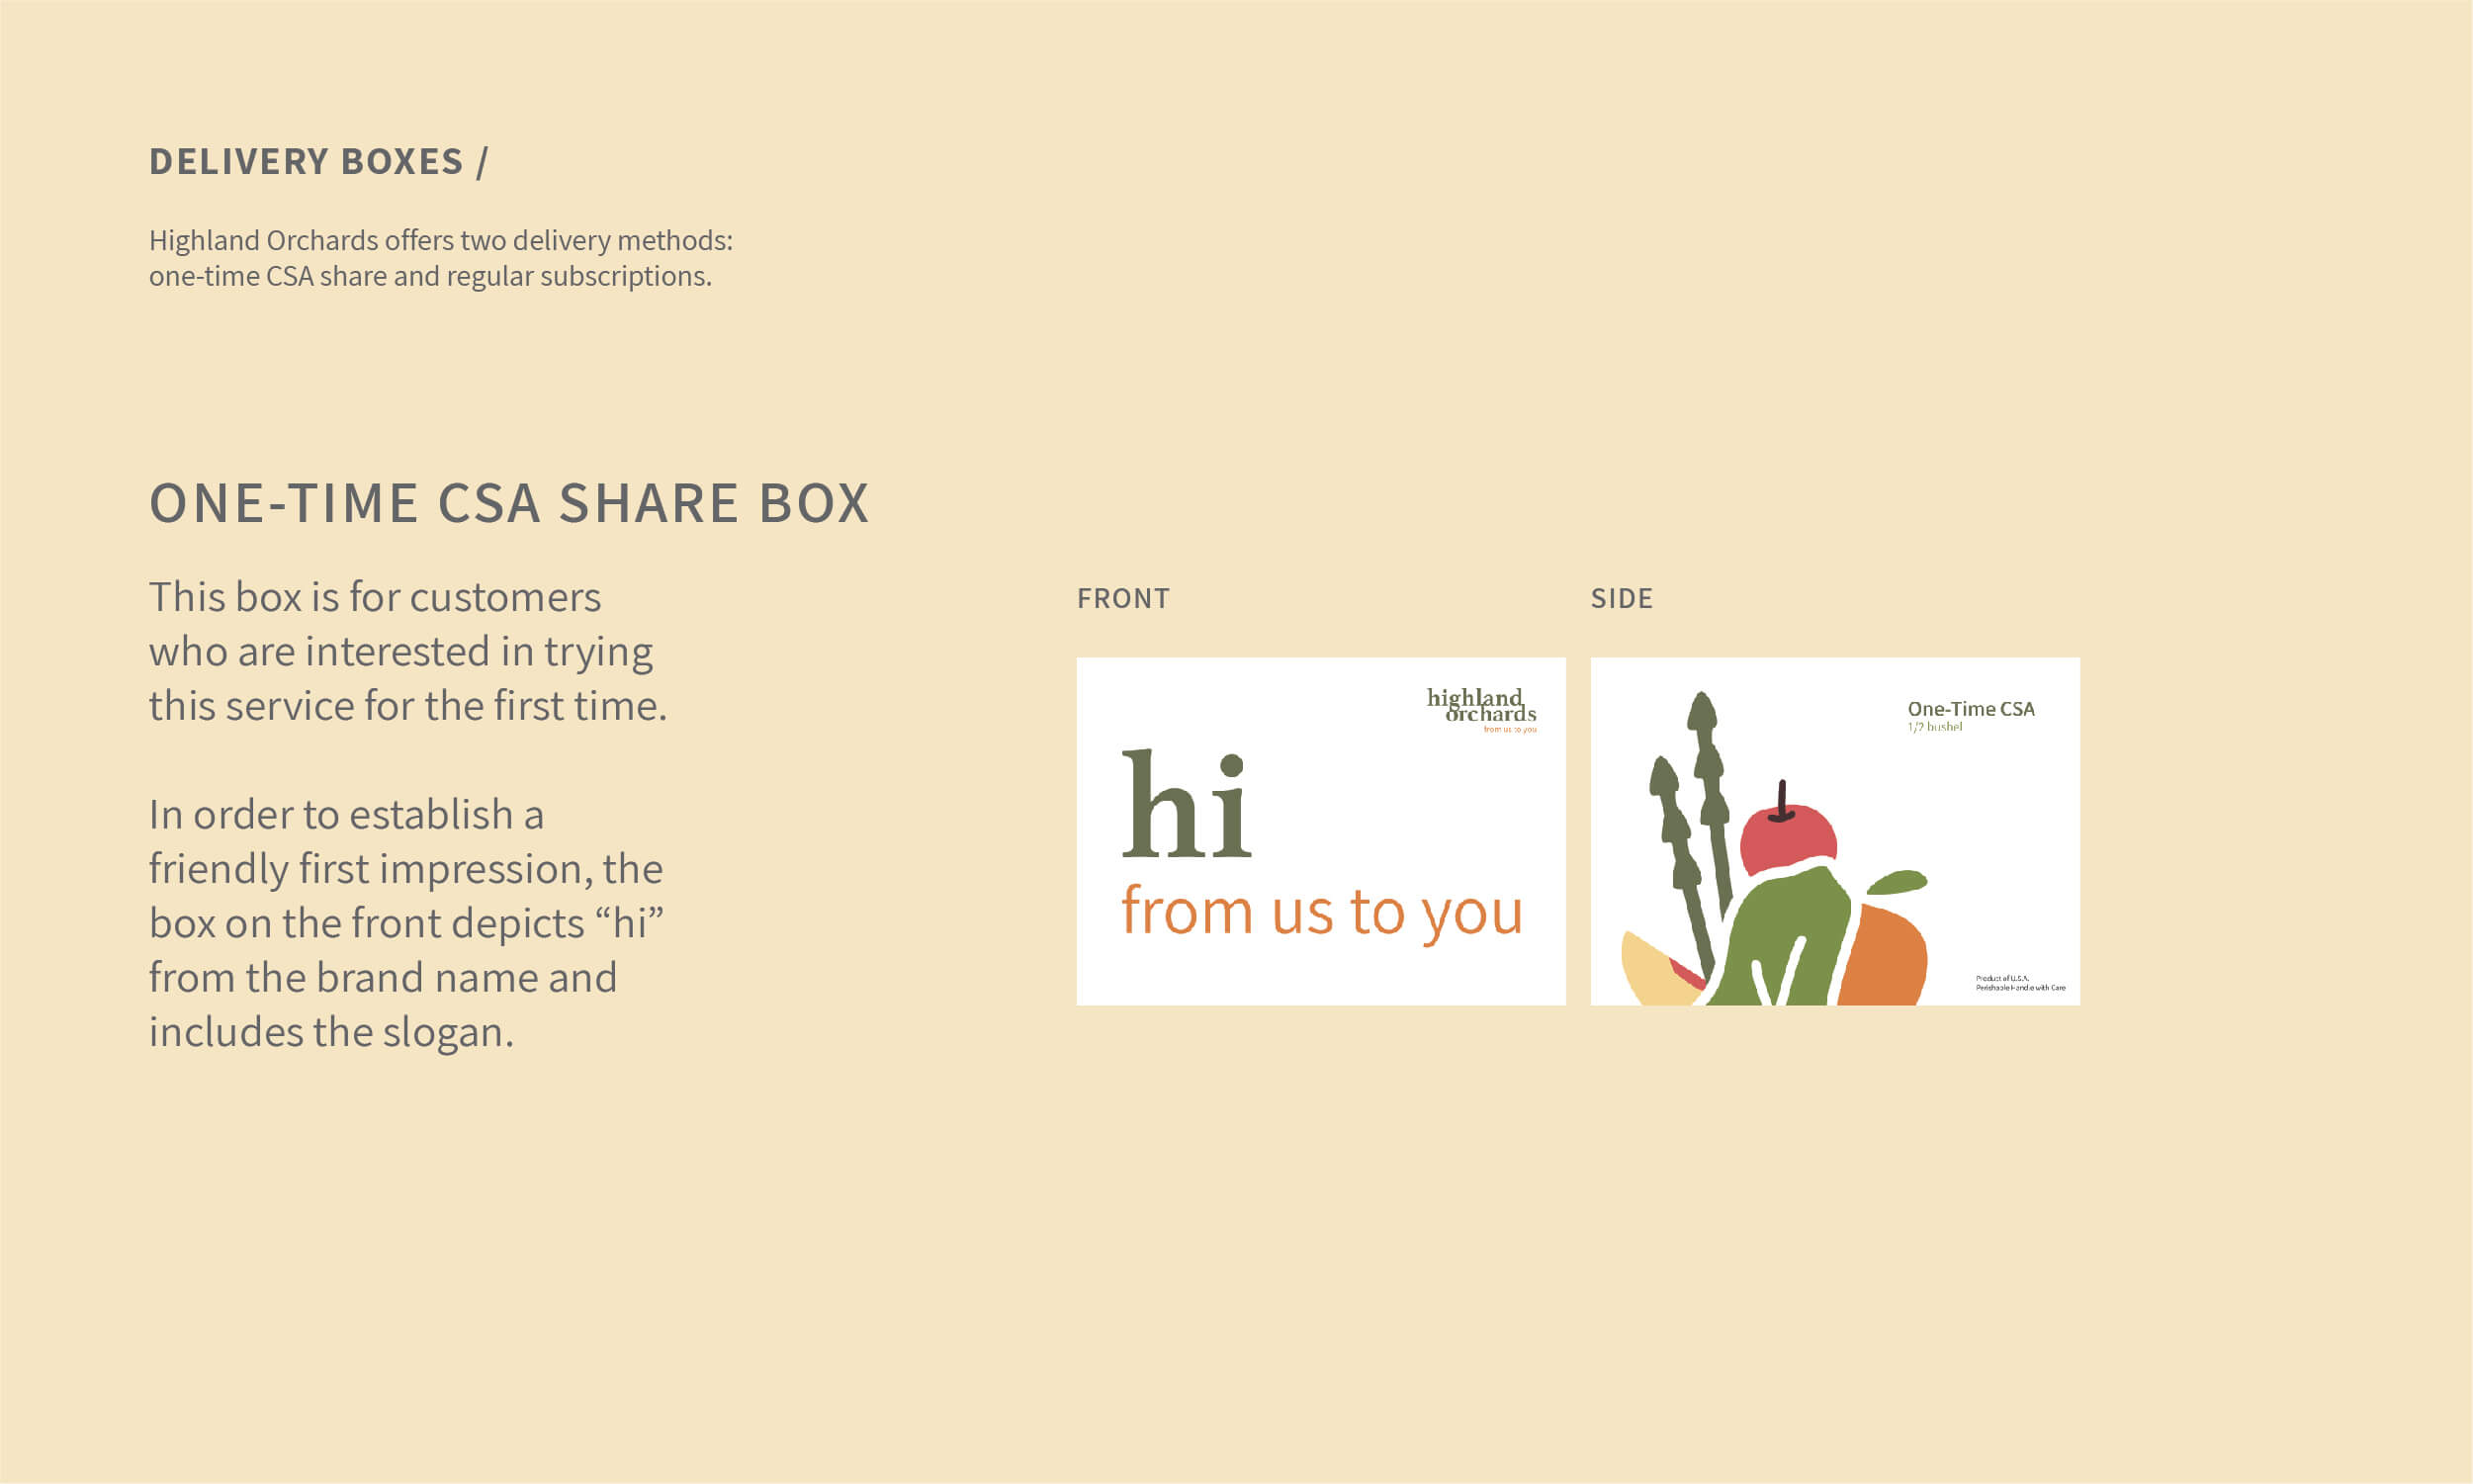 DELIVERY BOXES /
Highland Orchards offers two delivery methods:
one-time CSA share and regular subscriptions.
ONE-TIME CSA SHARE BOX
This box is for customers
who are interested in trying
this service for the first time.
In order to establish a
friendly first impression, the
box on the front depicts “hi”
from the brand name and
includes the slogan.
FRONT
highland
orchards
from us to you
hi
from us to you
SIDE
One-Time CSA
1/2 bushel
Product of U.S.A.
Perishable Handle with Care